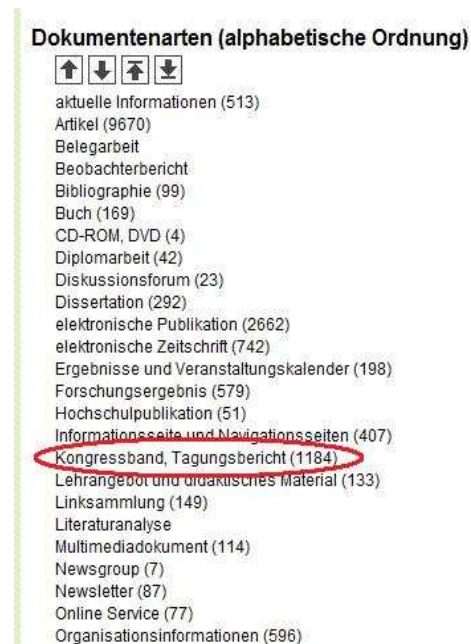 Dokumentenarten (alphabetische Ordnung)
aktuelle Informationen (513)
Artikel (9670)
Belegarbeit
Beobachterbericht
Bibliographie (99)
Buch (169)
CD-ROM, DVD (4)
Diplomarbeit (42)
Diskussionsforum (23)
Dissertation (292)
elektronische Publikation (2662)
elektronische Zeitschrift (742)
Ergebnisse und Veranstaltungskalender (198)
Forschungsergebnis (579)
Hochschulpublikation (51)
Informationsseite und Navigationsseiten (407)
Kongressband, Tagungsbericht (1184)
Lehrangebot und didaktisches Material (133)
Linksammlung (149)
Literaturanalyse
Multimediadokument (114)
Newsgroup (7)
Newsletter (87)
Online Service (77)
Organisationsinformationen (596)